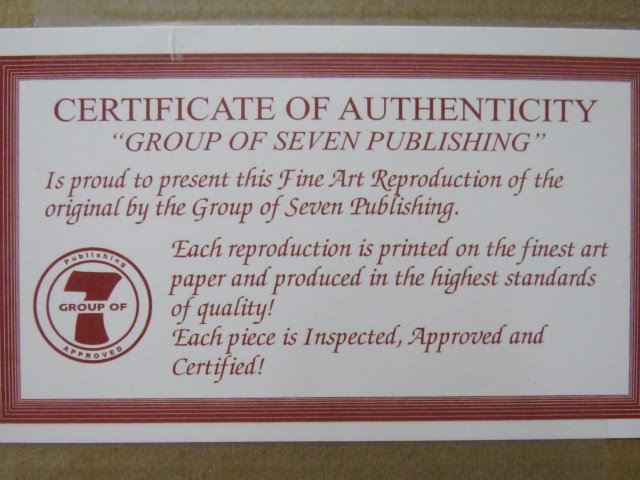 CERTIFICATE OF AUTHENTICITY
"GROUP OF SEVEN PUBLISHING"
Is proud to present this Fine Art Reproduction of the
original by the Group of Seven Publishing.
Each reproduction is printed on the finest art
paper and produced in the highest standards
of quality!
Each piece is Inspected, Approved and
Certified!
Publishing
7
GROUP OF
APPROVED